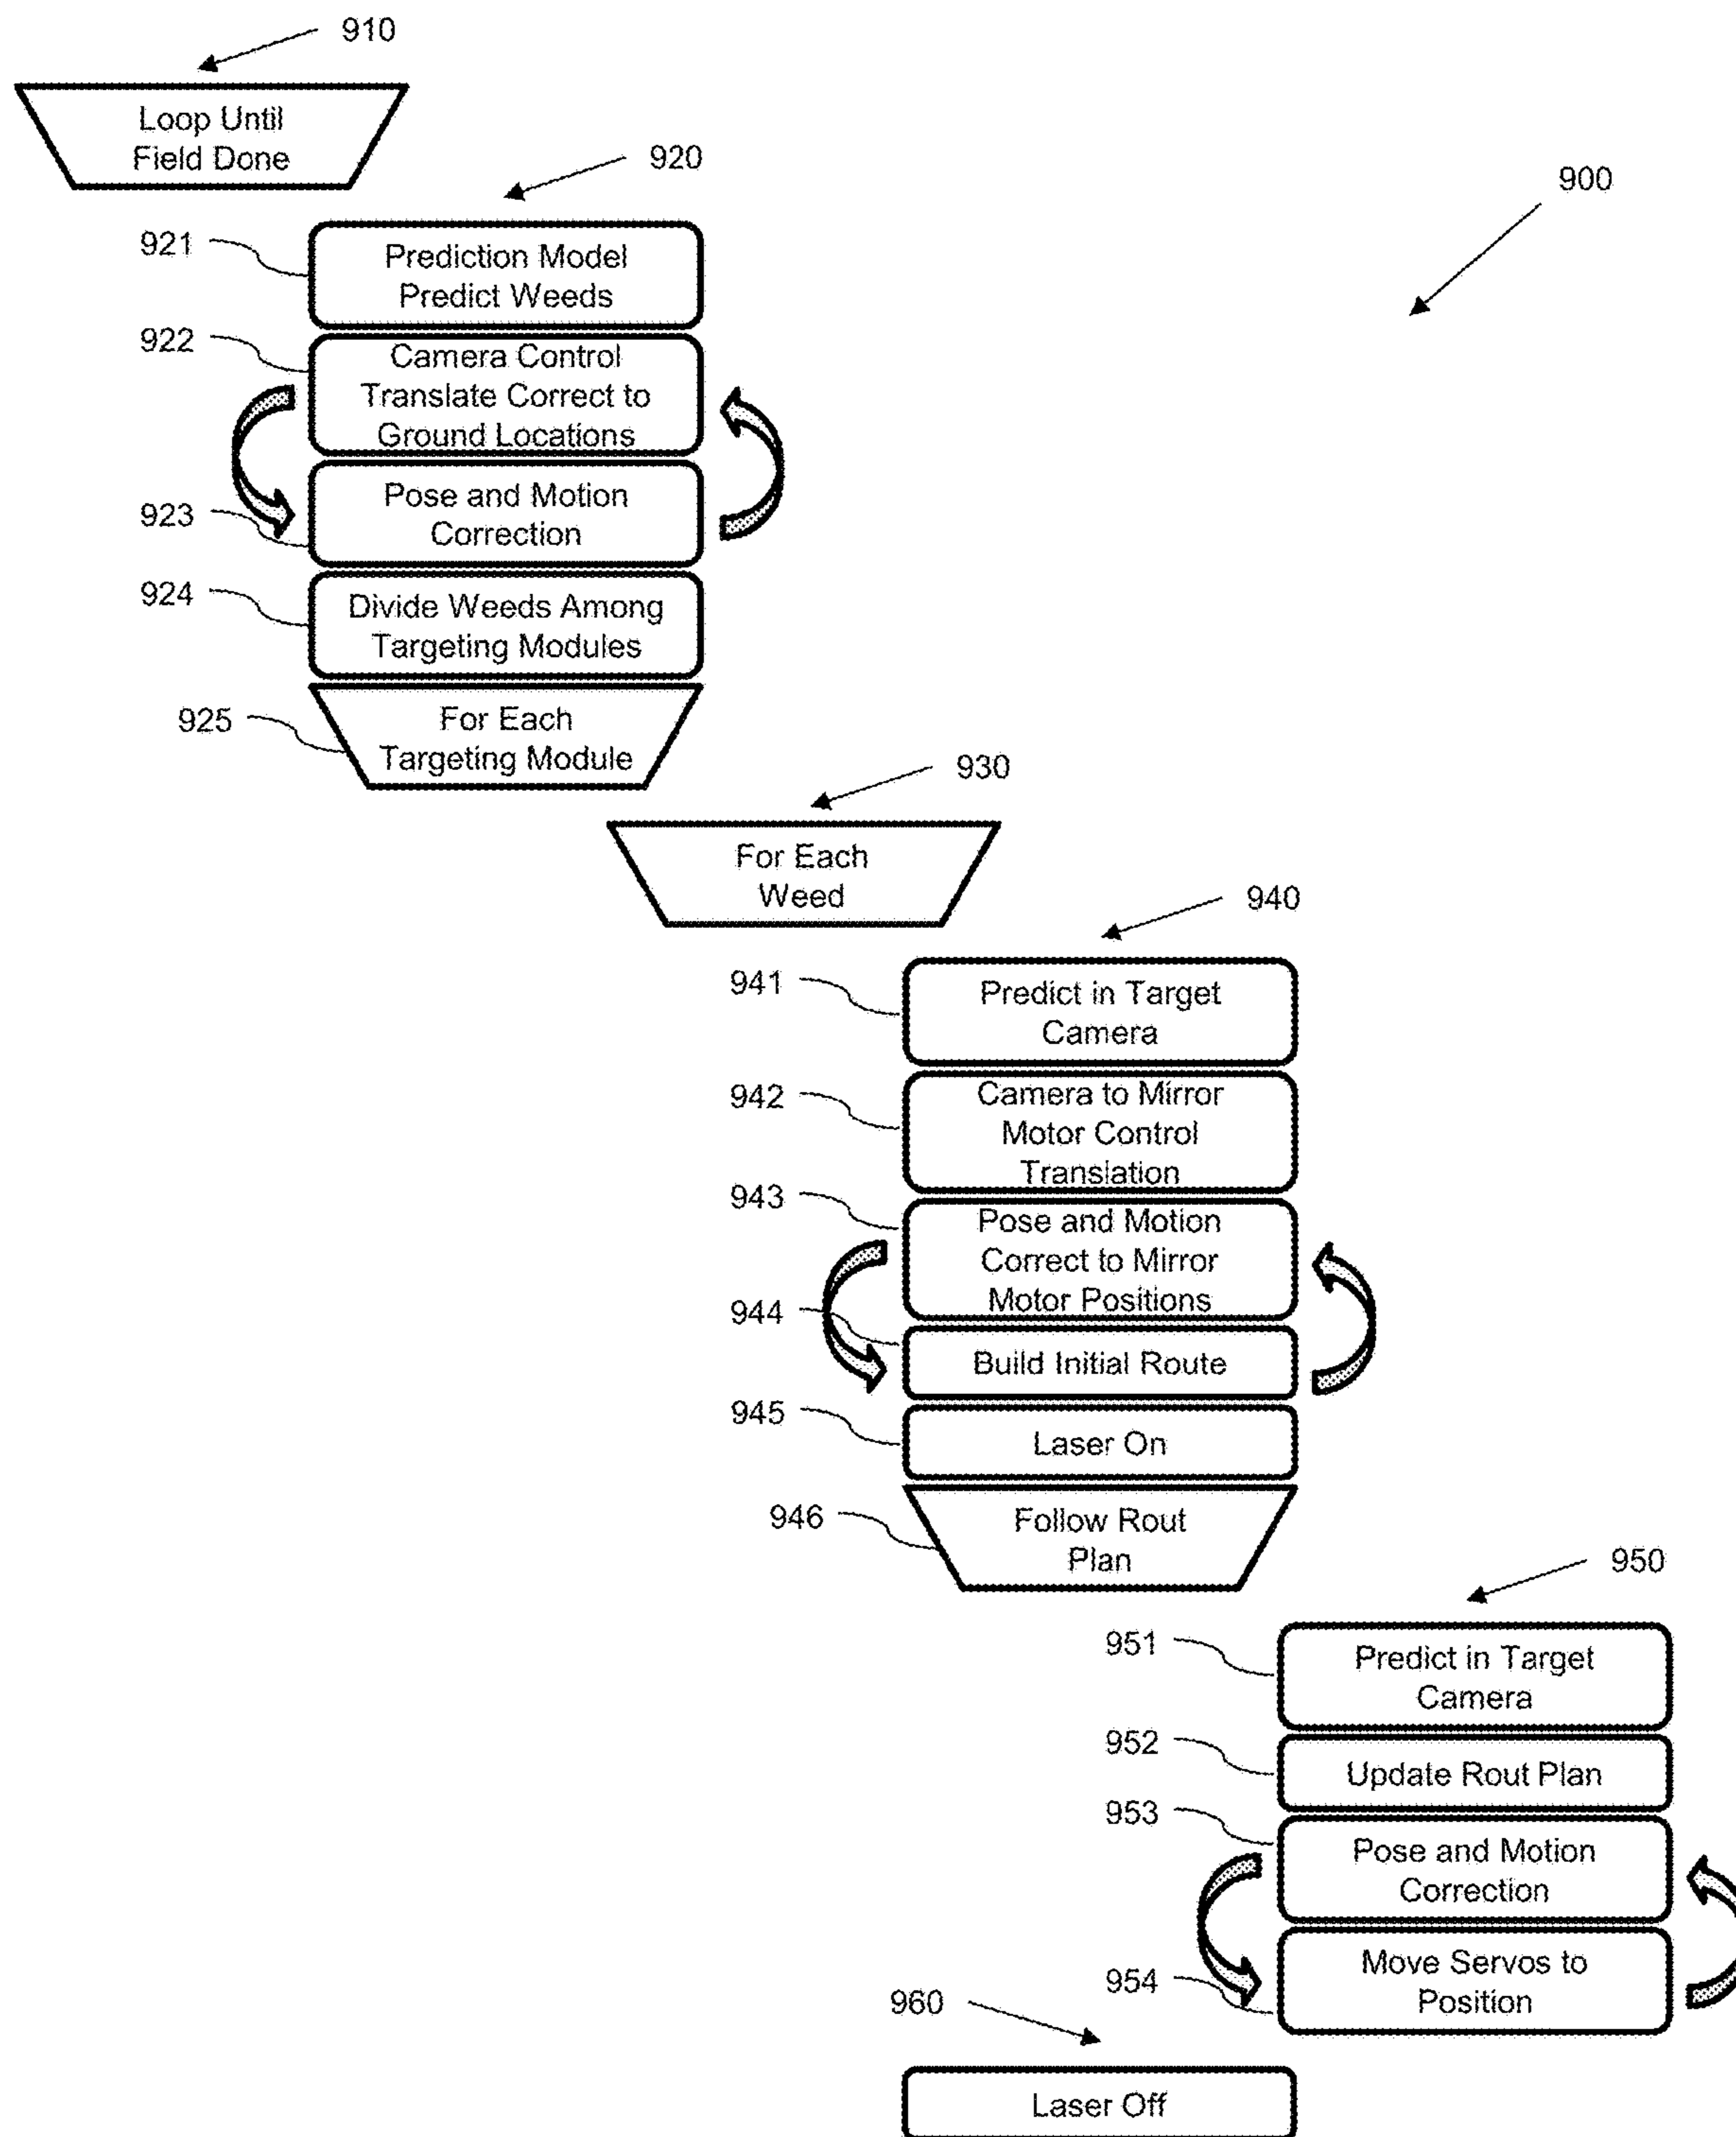 910
Loop Until
Field Done
920
900
921
Prediction Model
Predict Weeds
922
Camera Control
Translate Correct to
Ground Locations
923
Pose and Motion
Correction
924
Divide Weeds Among
Targeting Modules
925
For Each
Targeting Module
930
For Each
Weed
940
941
Predict in Target
Camera
942
Camera to Mirror
Motor Control
Translation
943
Pose and Motion
Correct to Mirror
Motor Positions
944
Build Initial Route
945
Laser On
946
Follow Rout
Plan
950
951
Predict in Target
Camera
952
Update Rout Plan
953
Pose and Motion
Correction
954
Move Servos to
Position
960
Laser Off